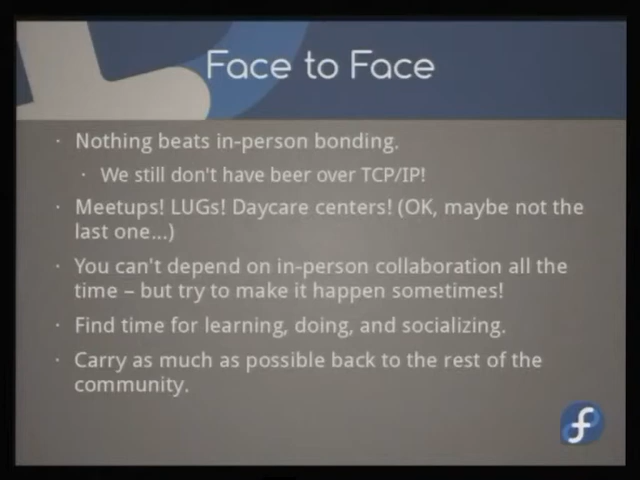 Face to Face
· Nothing beats in-person bonding.
· We still don't have beer over TCP/IP!
· Meetups! LUGs! Daycare centers! (OK, maybe not the
last one...)
· You can't depend on in-person collaboration all the
time – but try to make it happen sometimes!
· Find time for learning, doing, and socializing.
· Carry as much as possible back to the rest of the
community.